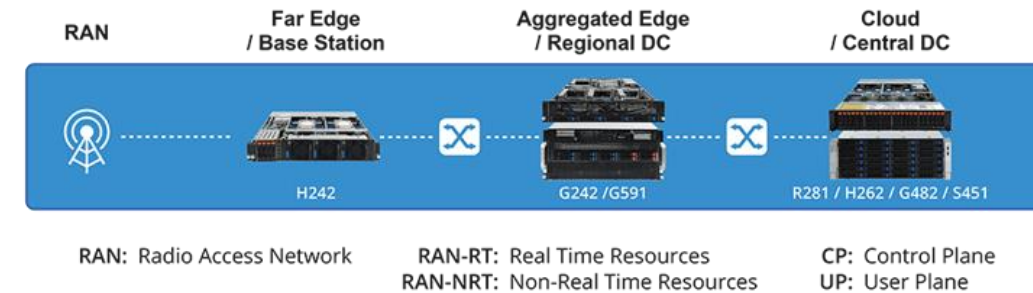 RAN
Far Edge
/ Base Station
Aggregated Edge
/ Regional DC
Cloud
/ Central DC
H242
G242 /G591
R281 / H262 / G482 / S451
RAN: Radio Access Network
RAN-RT: Real Time Resources
RAN-NRT: Non-Real Time Resources
CP: Control Plane
UP: User Plane